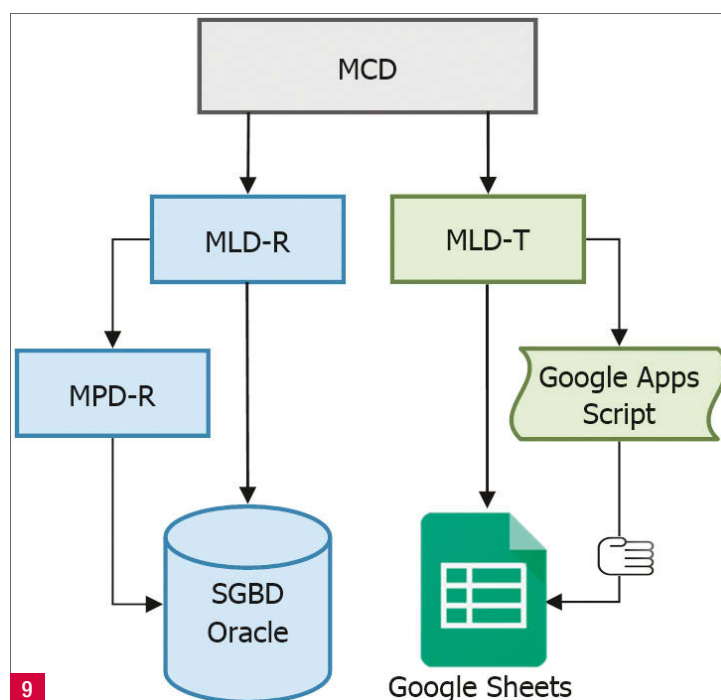 MCD
MLD-R
MLD-T
MPD-R
Google Apps
Script
SGBD
Oracle
Google Sheets
9